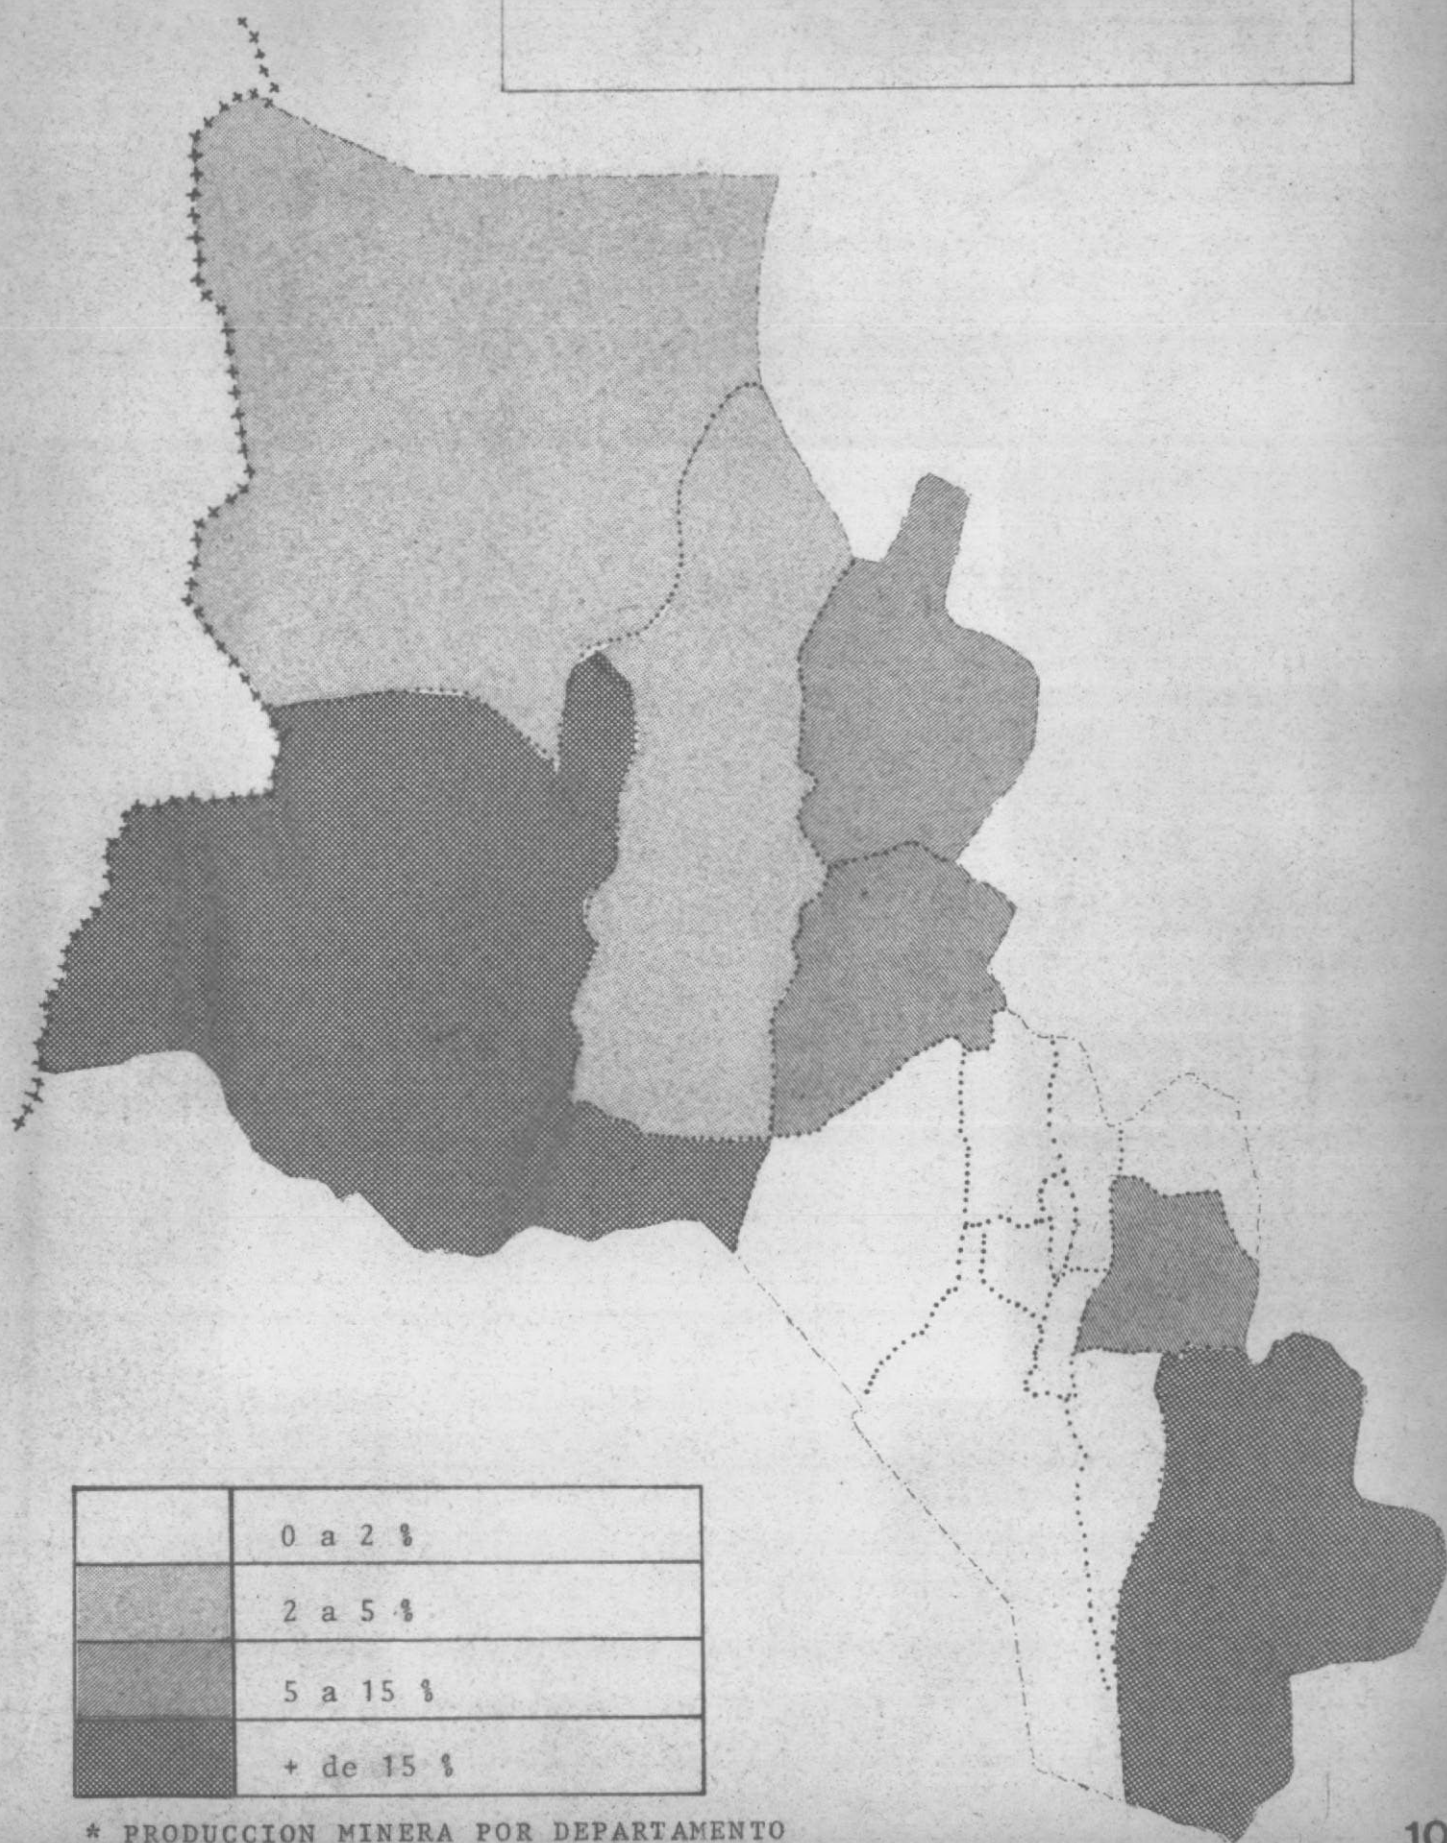 0 a 2 %
2 a 5 %
5 a 15 %
+ de 15 %
* PRODUCCION MINERA POR DEPARTAMENTO